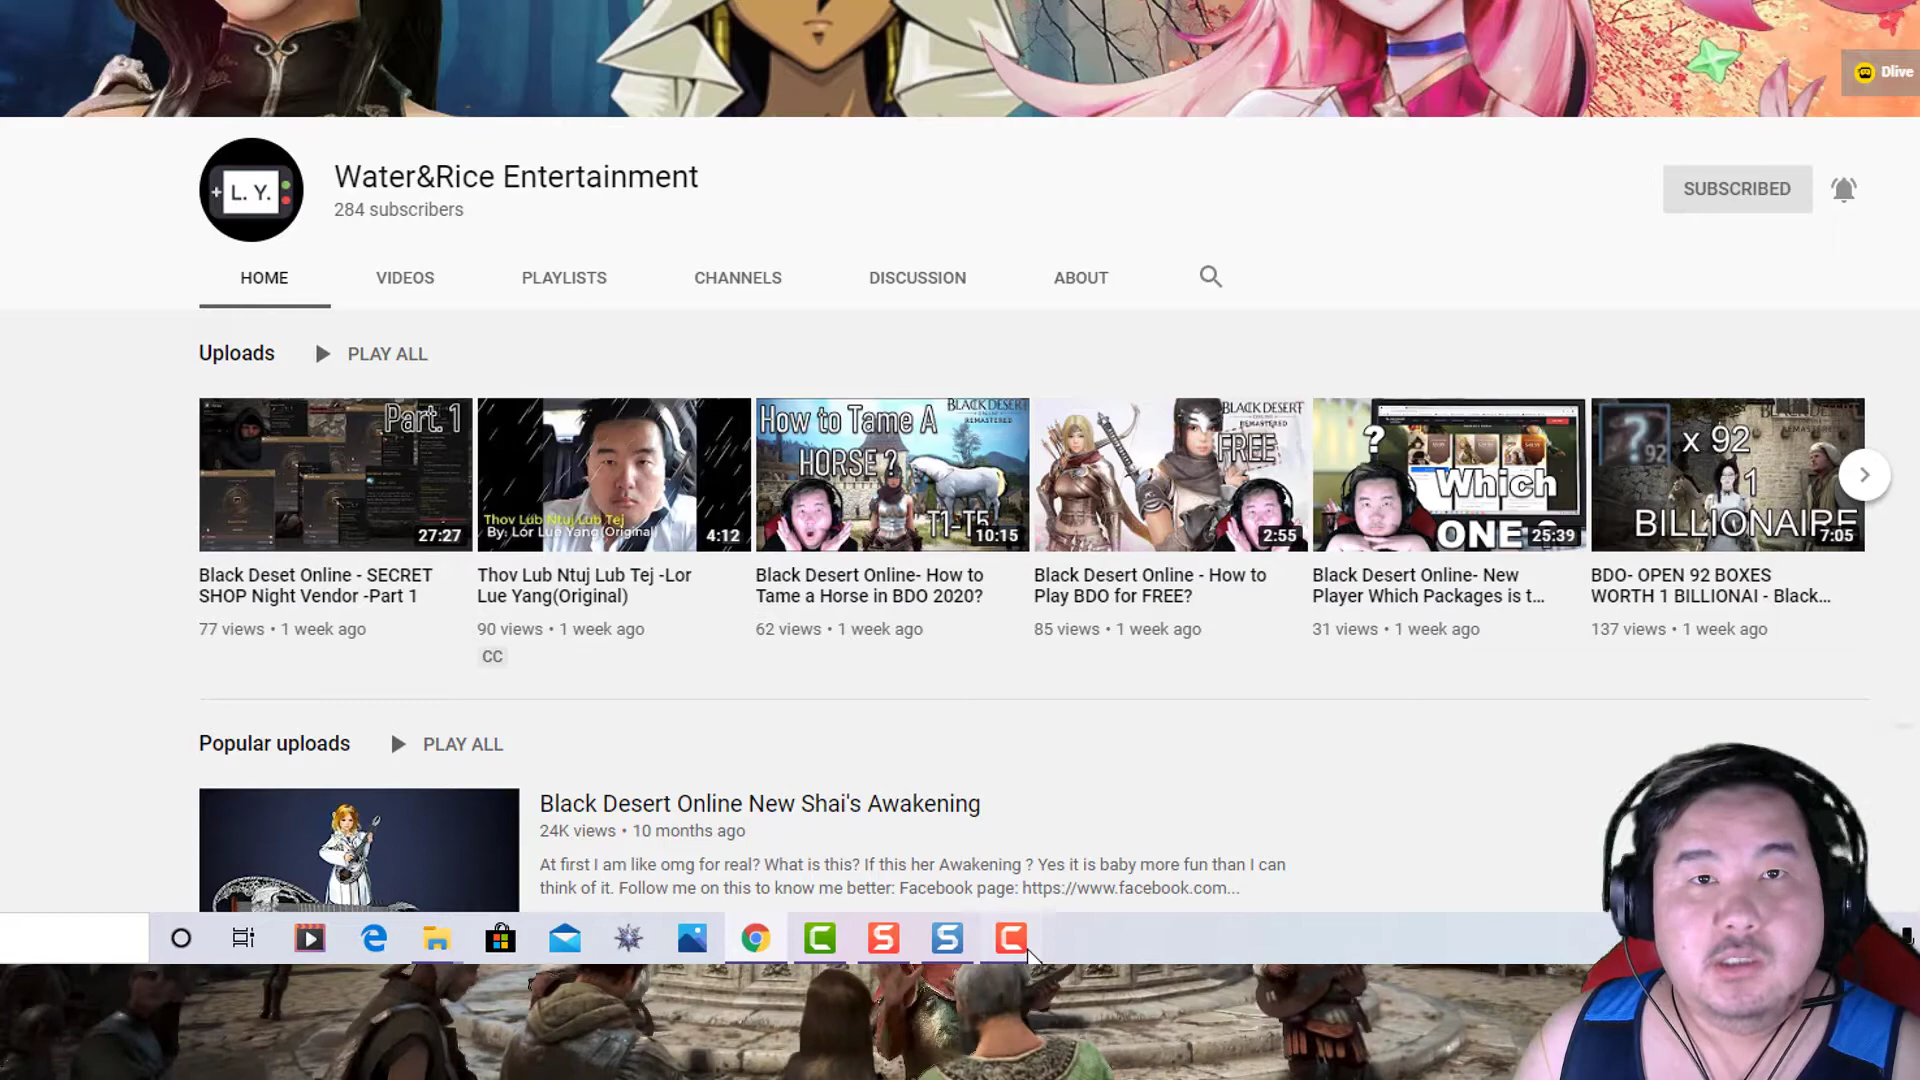 Dlive
+ L. Y.
Water&Rice Entertainment
284 subscribers
SUBSCRIBED
HOME
VIDEOS
PLAYLISTS
CHANNELS
DISCUSSION
ABOUT
Uploads
PLAY ALL
Part.1
27:27
Black Deset Online - SECRET
SHOP Night Vendor -Part 1
77 views • 1 week ago
Thov Lub Ntuj Lub Tej
By: Lor Lue Yang(Original)
4:12
Thov Lub Ntuj Lub Tej -Lor
Lue Yang(Original)
90 views • 1 week ago
CC
How to Tame A
HORSE ?
BLACK DESERT
REMASTERED
T1-T5
10:15
Black Desert Online- How to
Tame a Horse in BDO 2020?
62 views • 1 week ago
BLACK DESERT
REMASTERED
FREE
2:55
Black Desert Online - How to
Play BDO for FREE?
85 views • 1 week ago
?
Which
ONE ?
25:39
Black Desert Online- New
Player Which Packages is t...
31 views • 1 week ago
?
92
x 92
1
BILLIONAIRE
7:05
BDO- OPEN 92 BOXES
WORTH 1 BILLIONAI - Black...
137 views • 1 week ago
Popular uploads
PLAY ALL
Black Desert Online New Shai's Awakening
24K views • 10 months ago
At first I am like omg for real? What is this? If this her Awakening ? Yes it is baby more fun than I can
think of it. Follow me on this to know me better: Facebook page: https://www.facebook.com...